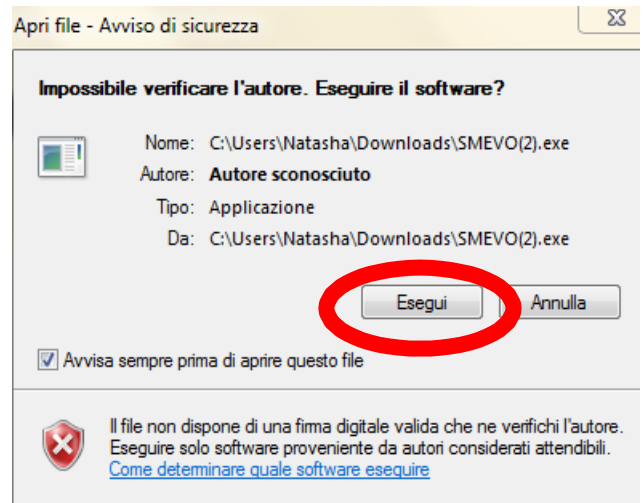 Apri file - Avviso di sicurezza
Impossibile verificare l'autore. Eseguire il software?
Nome: C:\Users\Natasha\Downloads\SMEVO(2).exe
Autore: Autore sconosciuto
Tipo: Applicazione
Da: C:\Users\Natasha\Downloads\SMEVO(2).exe
Esegui Annulla
Avvisa sempre prima di aprire questo file
Il file non dispone di una firma digitale valida che ne verifichi l'autore.
Eseguire solo software proveniente da autori considerati attendibili.
Come determinare quale software eseguire